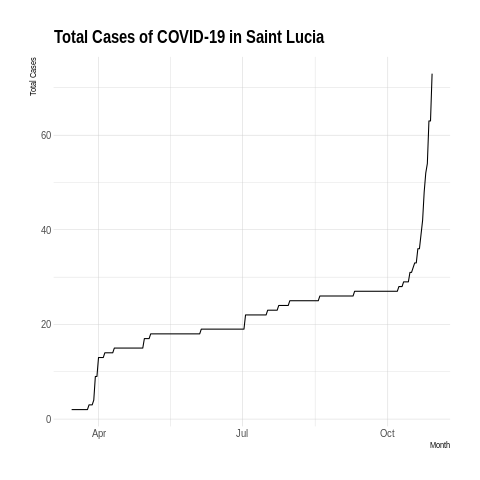 Total Cases of COVID-19 in Saint Lucia
Total Cases
60
40
20
0
Apr Jul Oct
Month